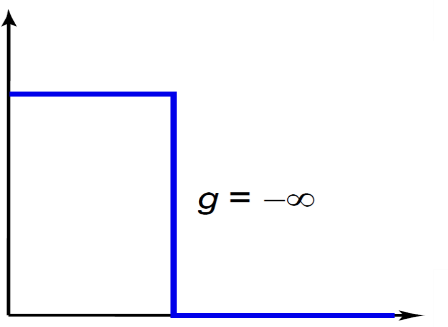 g = −∞